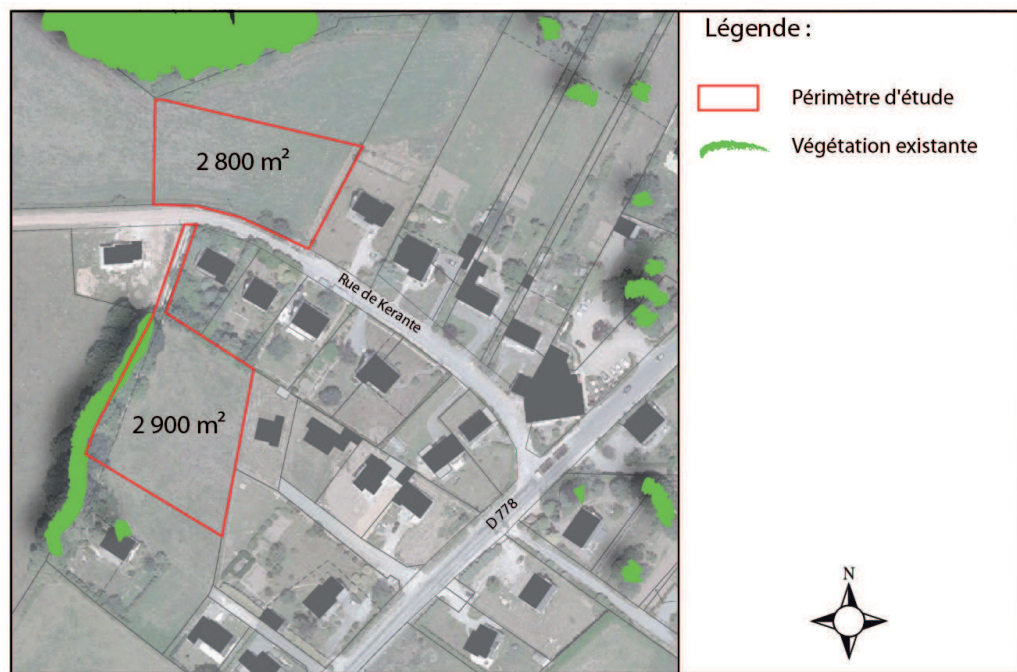 Légende :
Périmètre d'étude
Végétation existante
2 800 m²
Rue de Kerante
2 900 m²
D 778
N